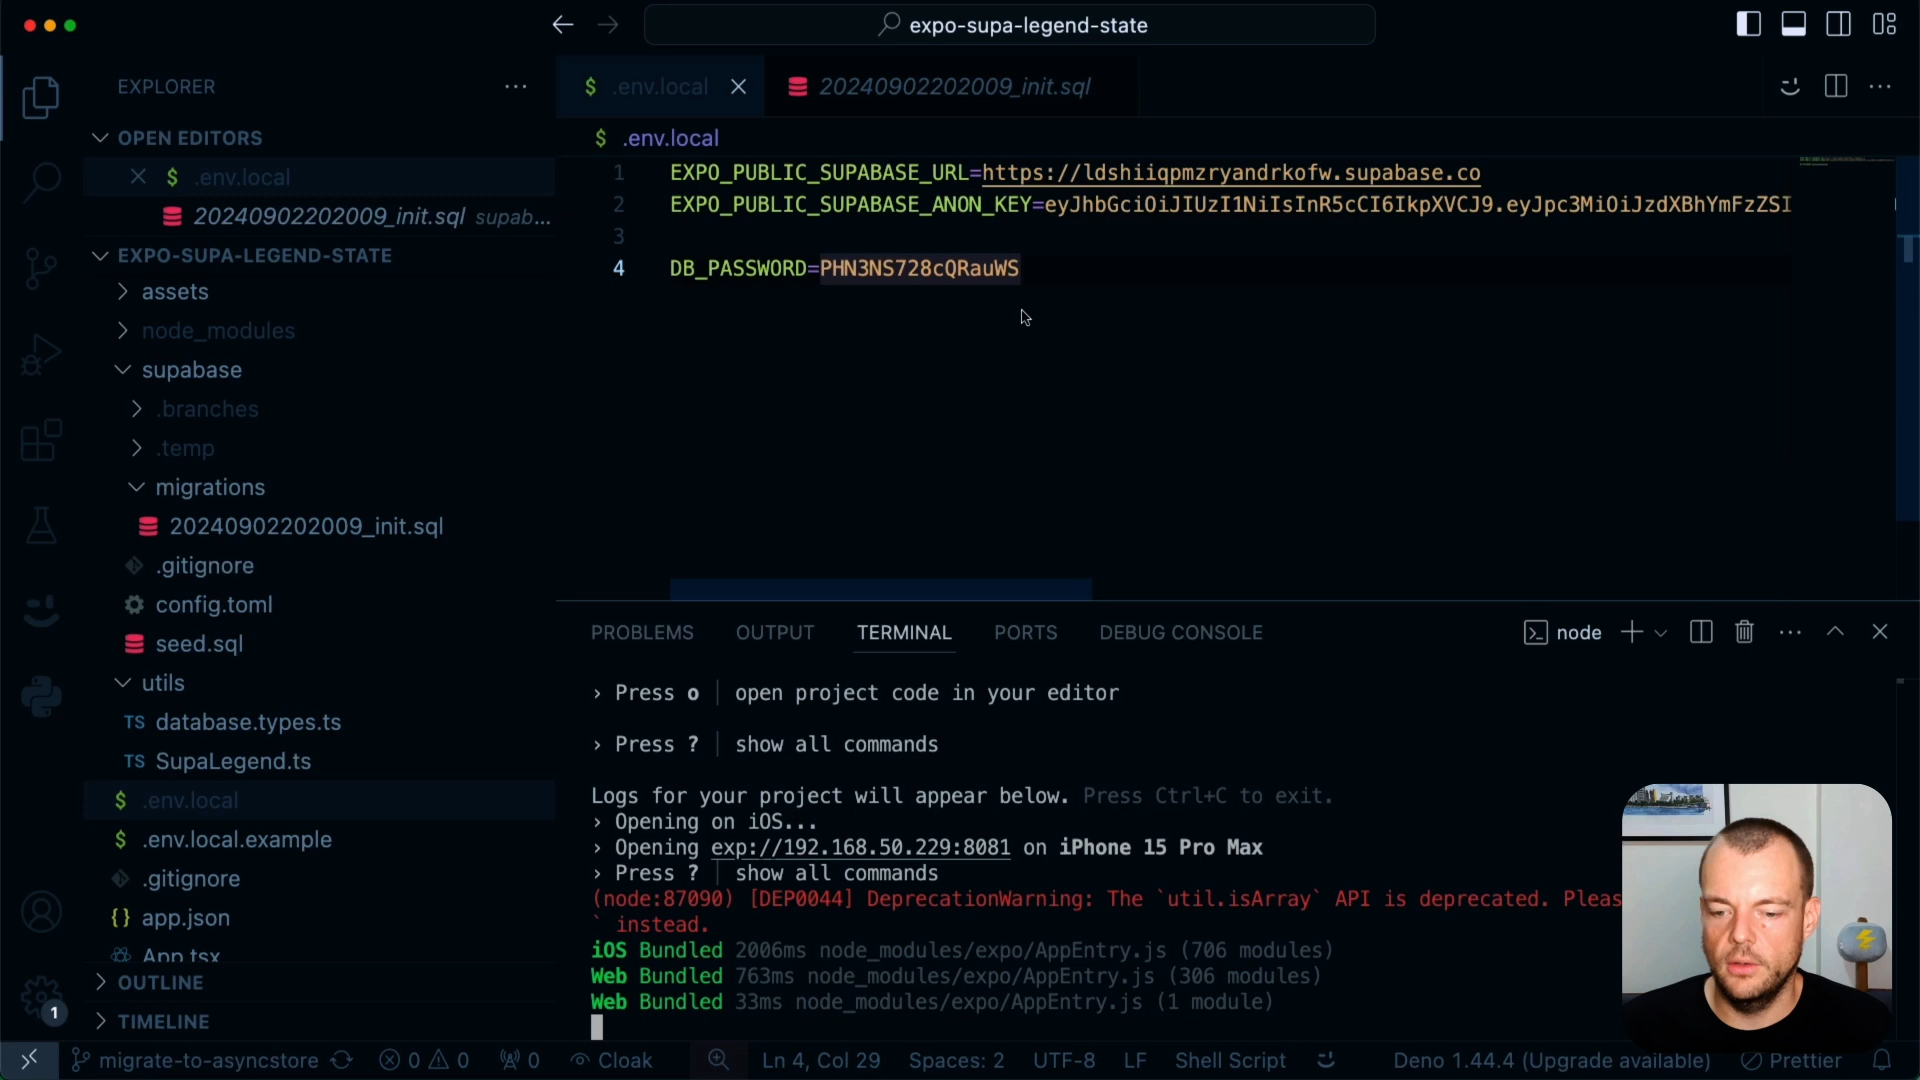 expo-supa-legend-state
EXPLORER
OPEN EDITORS
$ .env.local
20240902202009_init.sql supab...
EXPO-SUPA-LEGEND-STATE
assets
node_modules
supabase
.branches
.temp
migrations
20240902202009_init.sql
.gitignore
config.toml
seed.sql
utils
TS database.types.ts
TS SupaLegend.ts
$ .env.local
$ .env.local.example
.gitignore
{} app.json
App.tsx
OUTLINE
TIMELINE
$ .env.local
20240902202009_init.sql
$ .env.local
1 EXPO_PUBLIC_SUPABASE_URL=https://ldshiiqpmzryandrkofw.supabase.co
2 EXPO_PUBLIC_SUPABASE_ANON_KEY=eyJhbGciOiJIUzI1NiIsInR5cCI6IkpXVCJ9.eyJpc3MiOiJzdXBhYmFzZSI
3
4 DB_PASSWORD=PHN3NS728cQRauWS
PROBLEMS OUTPUT TERMINAL PORTS DEBUG CONSOLE
node
› Press o │ open project code in your editor
› Press ? │ show all commands
Logs for your project will appear below. Press Ctrl+C to exit.
› Opening on iOS...
› Opening exp://192.168.50.229:8081 on iPhone 15 Pro Max
› Press ? │ show all commands
(node:87090) [DEP0044] DeprecationWarning: The `util.isArray` API is deprecated. Pleas
` instead.
iOS Bundled 2006ms node_modules/expo/AppEntry.js (706 modules)
Web Bundled 763ms node_modules/expo/AppEntry.js (306 modules)
Web Bundled 33ms node_modules/expo/AppEntry.js (1 module)
1
migrate-to-asyncstore 0 0 0 Cloak Ln 4, Col 29 Spaces: 2 UTF-8 LF Shell Script Deno 1.44.4 (Upgrade available) Prettier